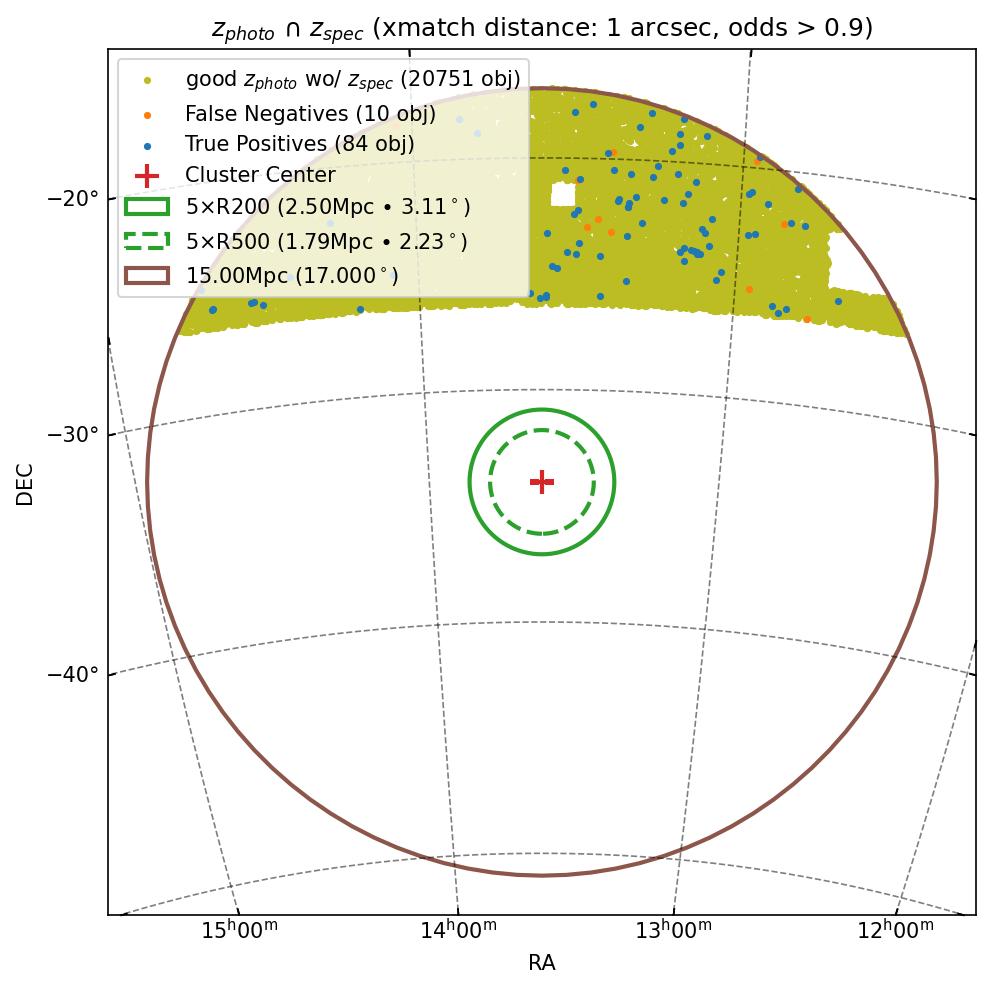 z_photo ∩ z_spec (xmatch distance: 1 arcsec, odds > 0.9)
good z_photo wo/ z_spec (20751 obj)
False Negatives (10 obj)
True Positives (84 obj)
Cluster Center
5×R200 (2.50Mpc • 3.11°)
5×R500 (1.79Mpc • 2.23°)
15.00Mpc (17.000°)
−20°
−30°
−40°
DEC
15h00m 14h00m 13h00m 12h00m
RA